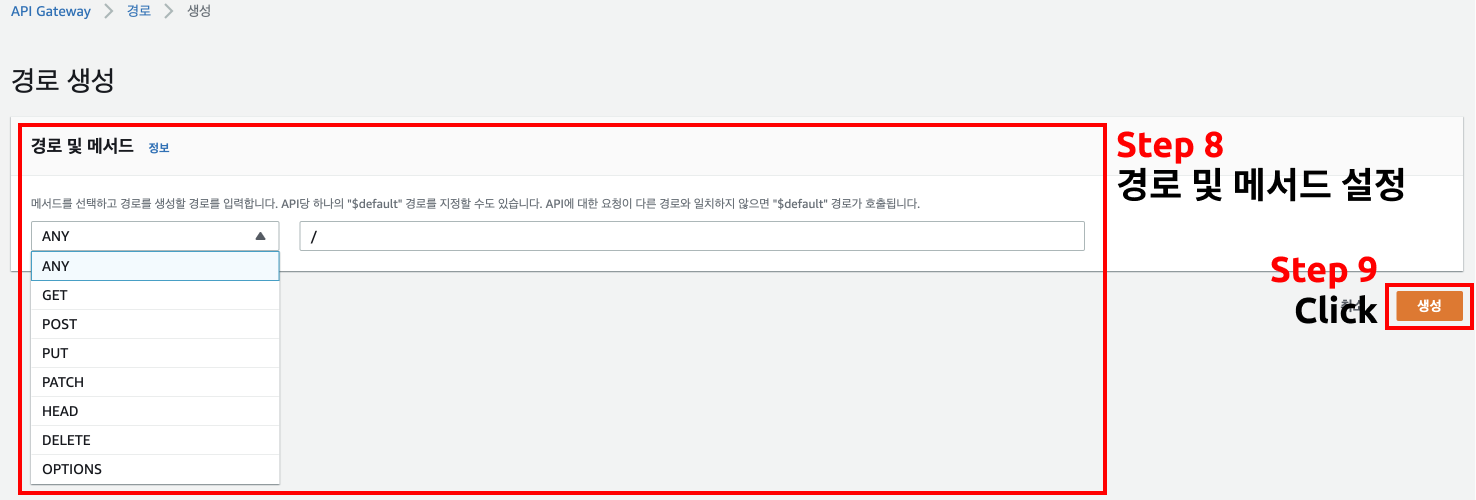 API Gateway > 경로 > 생성
경로 생성
경로 및 메서드 정보
Step 8
경로 및 메서드 설정
메서드를 선택하고 경로를 생성할 경로를 입력합니다. API당 하나의 "$default" 경로를 지정할 수도 있습니다. API에 대한 요청이 다른 경로와 일치하지 않으면 "$default" 경로가 호출됩니다.
ANY /
ANY
GET
POST
PUT
PATCH
HEAD
DELETE
OPTIONS
Step 9
Click
생성